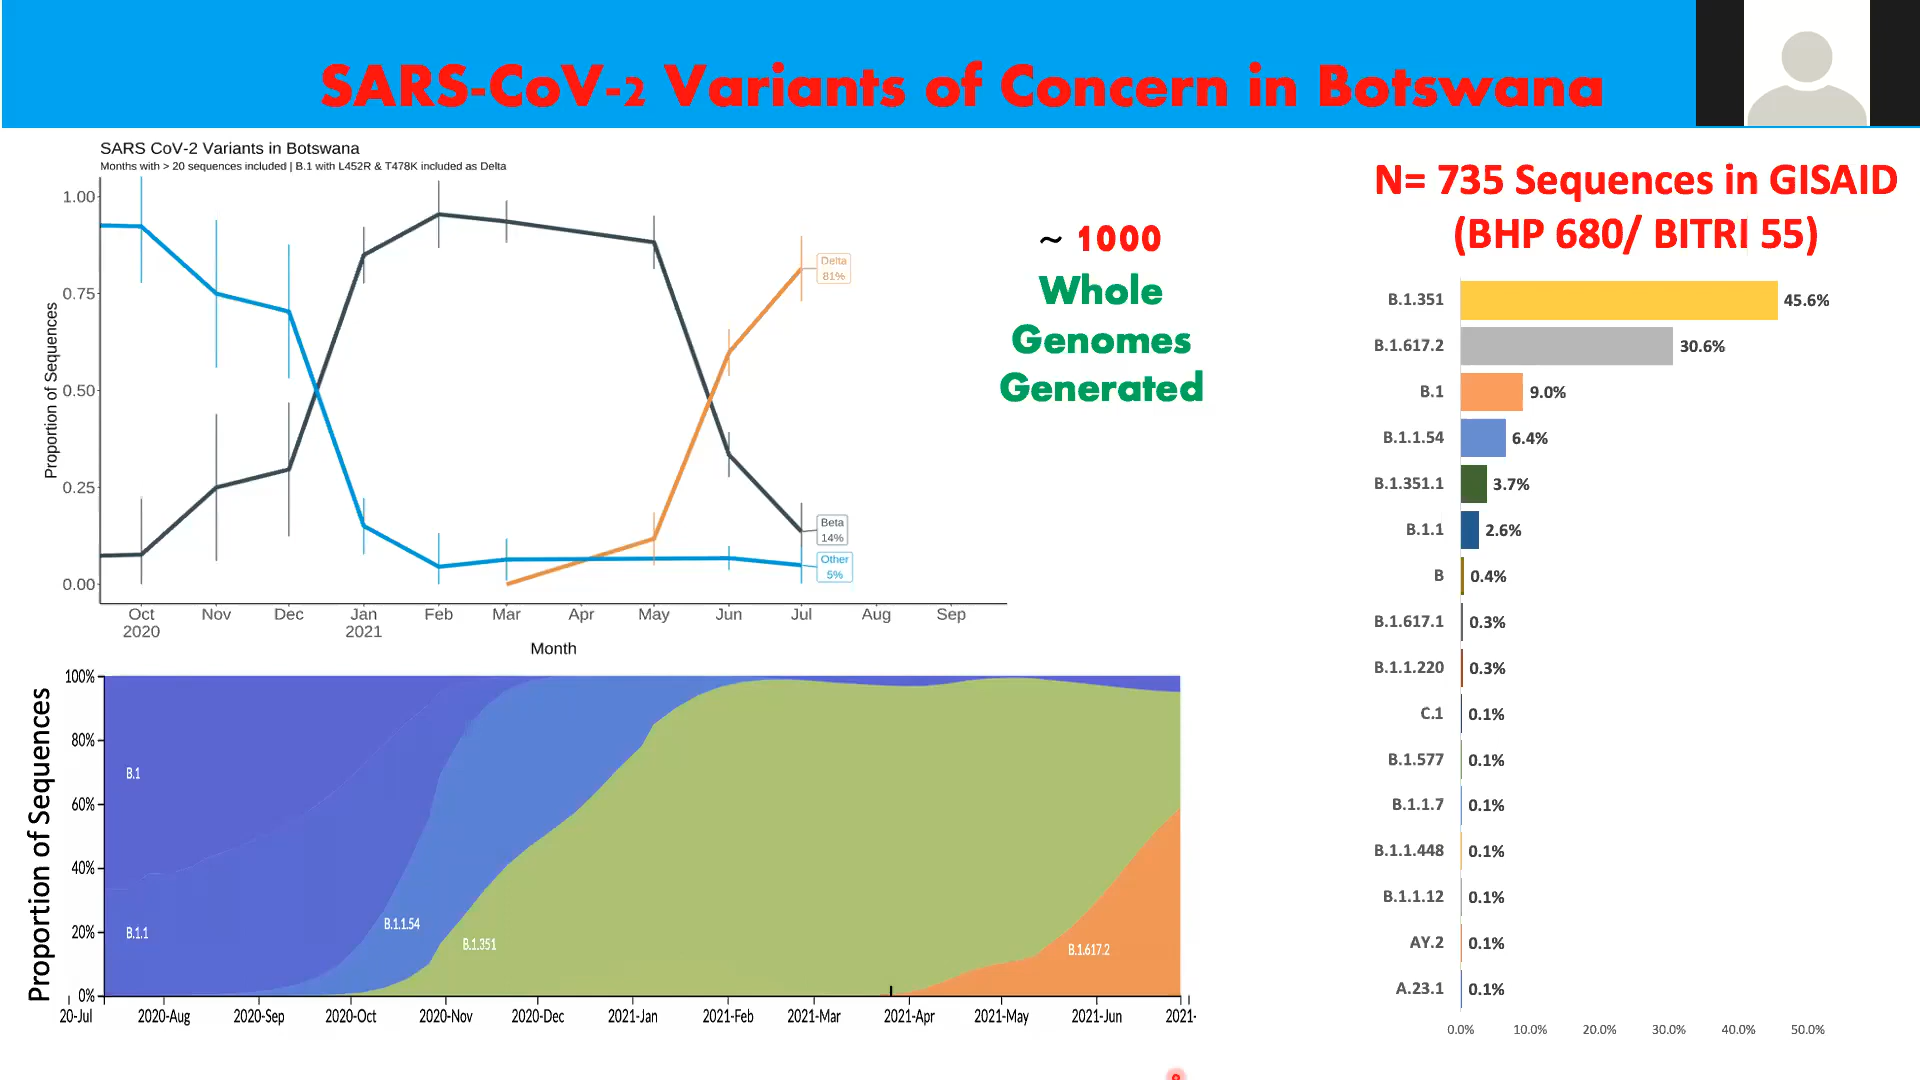 SARS-CoV-2 Variants of Concern in Botswana
SARS CoV-2 Variants in Botswana
Months with > 20 sequences included | B.1 with L452R & T478K included as Delta
Proportion of Sequences
1.00
0.75
0.50
0.25
0.00
Delta
81%
Beta
14%
Other
5%
Oct Nov Dec Jan Feb Mar Apr May Jun Jul Aug Sep
2020 2021
Month
~ 1000
Whole
Genomes
Generated
N= 735 Sequences in GISAID
(BHP 680/ BITRI 55)
B.1.351 45.6%
B.1.617.2 30.6%
B.1 9.0%
B.1.1.54 6.4%
B.1.351.1 3.7%
B.1.1 2.6%
B 0.4%
B.1.617.1 0.3%
B.1.1.220 0.3%
C.1 0.1%
B.1.577 0.1%
B.1.1.7 0.1%
B.1.1.448 0.1%
B.1.1.12 0.1%
AY.2 0.1%
A.23.1 0.1%
0.0% 10.0% 20.0% 30.0% 40.0% 50.0%
Proportion of Sequences
100%
80%
60%
40%
20%
0%
B.1
B.1.1
B.1.1.54
B.1.351
B.1.617.2
20-Jul 2020-Aug 2020-Sep 2020-Oct 2020-Nov 2020-Dec 2021-Jan 2021-Feb 2021-Mar 2021-Apr 2021-May 2021-Jun 2021-